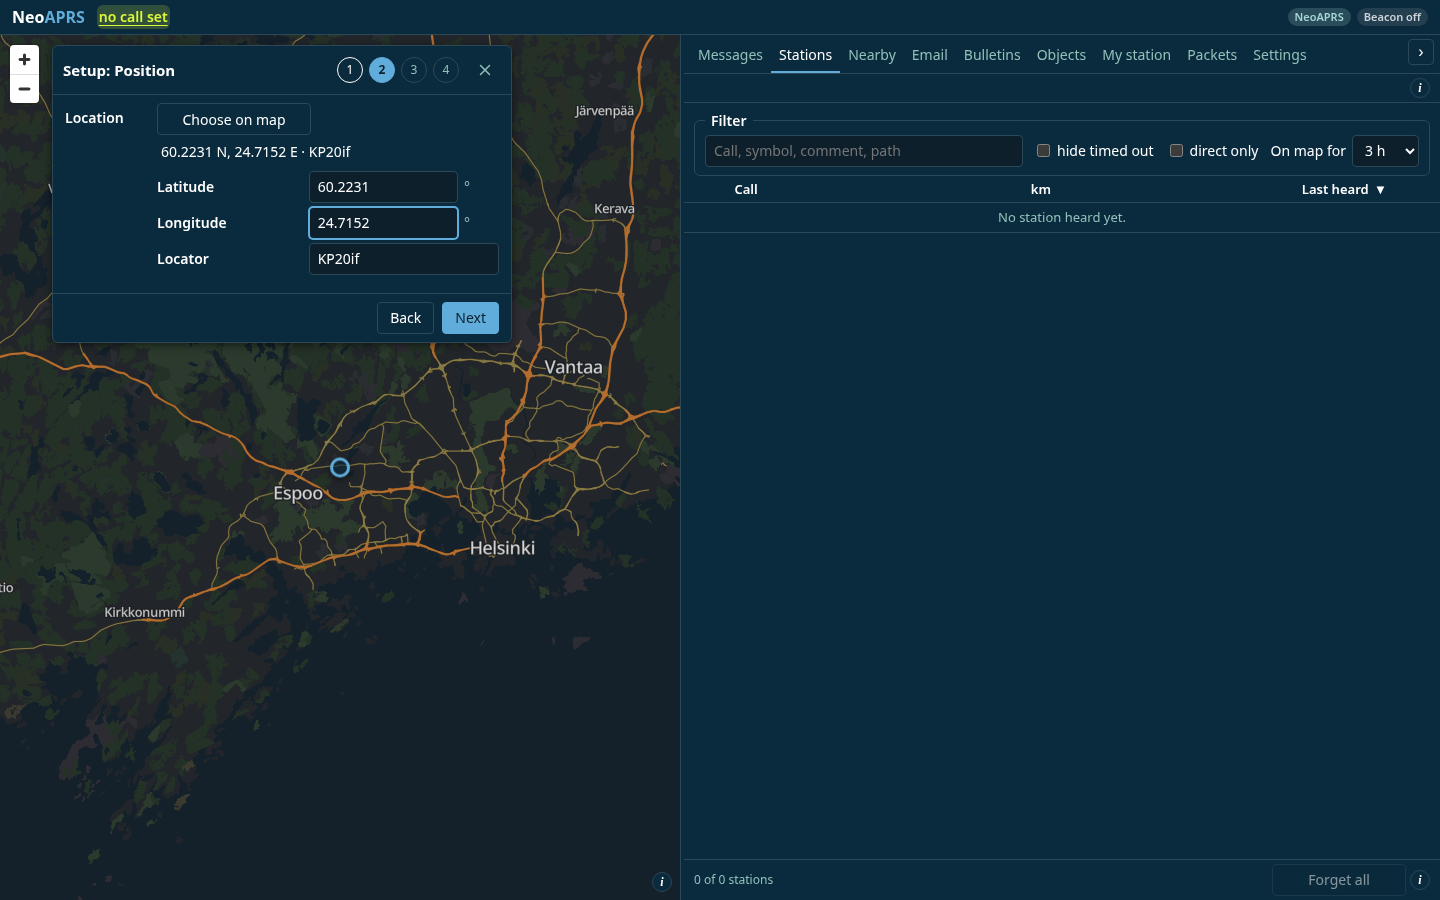 NeoAPRS no call set NeoAPRS Beacon off
+
−
Setup: Position 1 2 3 4 ×
Location Choose on map
60.2231 N, 24.7152 E · KP20if
Latitude 60.2231 °
Longitude 24.7152 °
Locator KP20if
Back Next
Järvenpää
Kerava
Vantaa
Espoo
Helsinki
Kirkkonummi
tio
i
Messages Stations Nearby Email Bulletins Objects My station Packets Settings ›
i
Filter
Call, symbol, comment, path hide timed out direct only On map for 3 h
Call km Last heard ▼
No station heard yet.
0 of 0 stations Forget all i